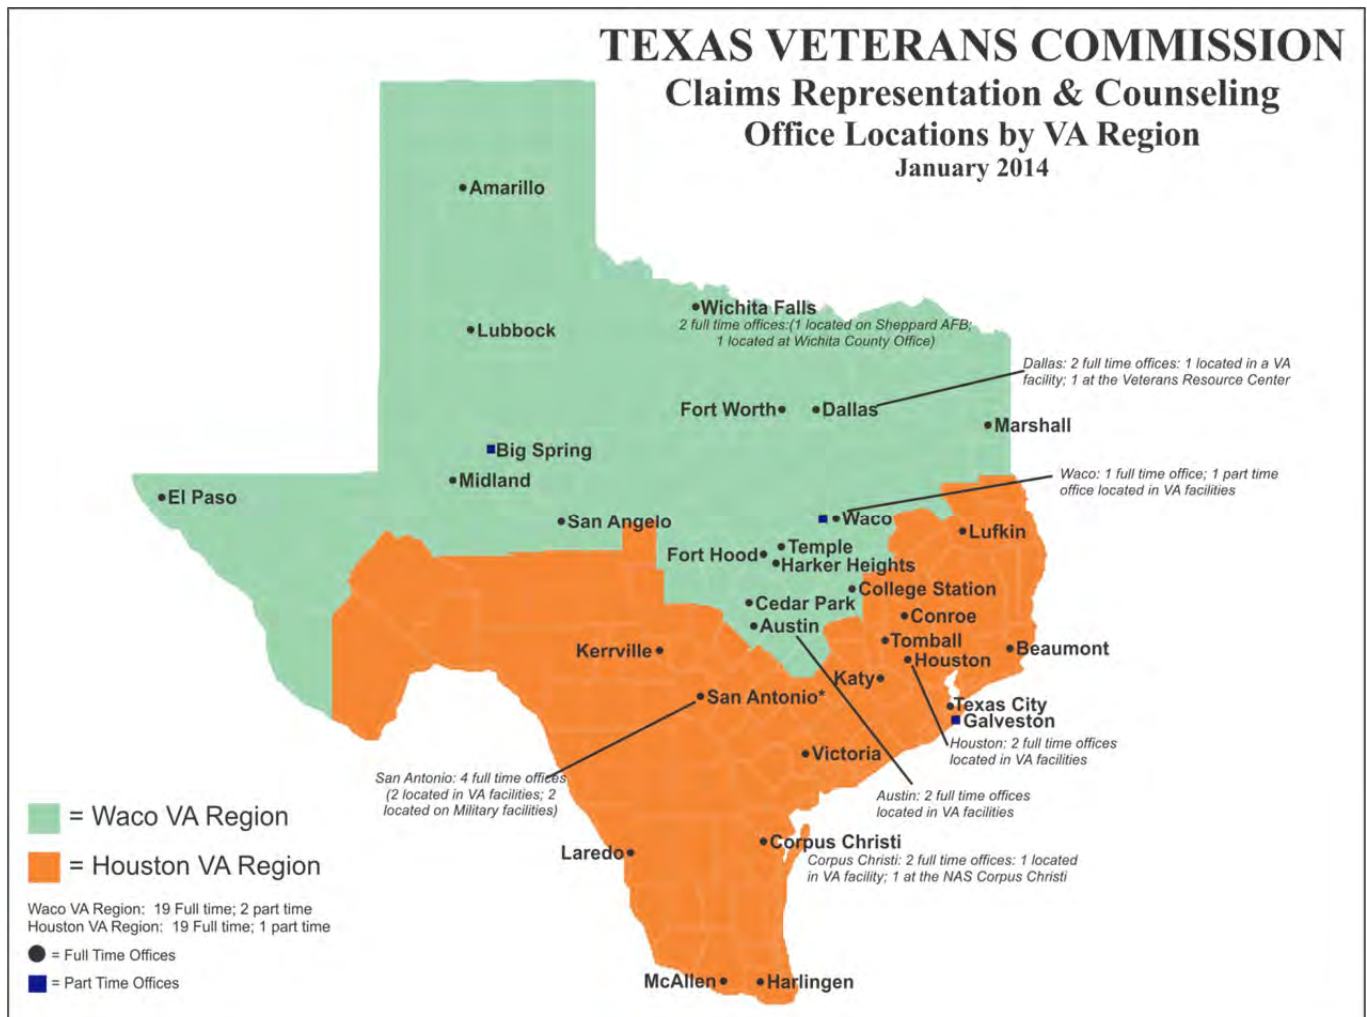 TEXAS VETERANS COMMISSION
Claims Representation & Counseling
Office Locations by VA Region
January 2014
Amarillo
Wichita Falls
2 full time offices:(1 located on Sheppard AFB;
1 located at Wichita County Office)
Lubbock
Dallas: 2 full time offices: 1 located in a VA
facility; 1 at the Veterans Resource Center
Fort Worth
Dallas
Marshall
Big Spring
Midland
Waco: 1 full time office; 1 part time
office located in VA facilities
El Paso
San Angelo
Waco
Lufkin
Temple
Fort Hood
Harker Heights
College Station
Cedar Park
Conroe
Austin
Tomball
Kerrville
Beaumont
Houston
Katy
San Antonio*
Texas City
Galveston
Houston: 2 full time offices
located in VA facilities
Victoria
San Antonio: 4 full time offices
(2 located in VA facilities; 2
located on Military facilities)
Austin: 2 full time offices
located in VA facilities
= Waco VA Region
Corpus Christi
Laredo
Corpus Christi: 2 full time offices: 1 located
in VA facility; 1 at the NAS Corpus Christi
= Houston VA Region
Waco VA Region: 19 Full time; 2 part time
Houston VA Region: 19 Full time; 1 part time
= Full Time Offices
= Part Time Offices
McAllen
Harlingen